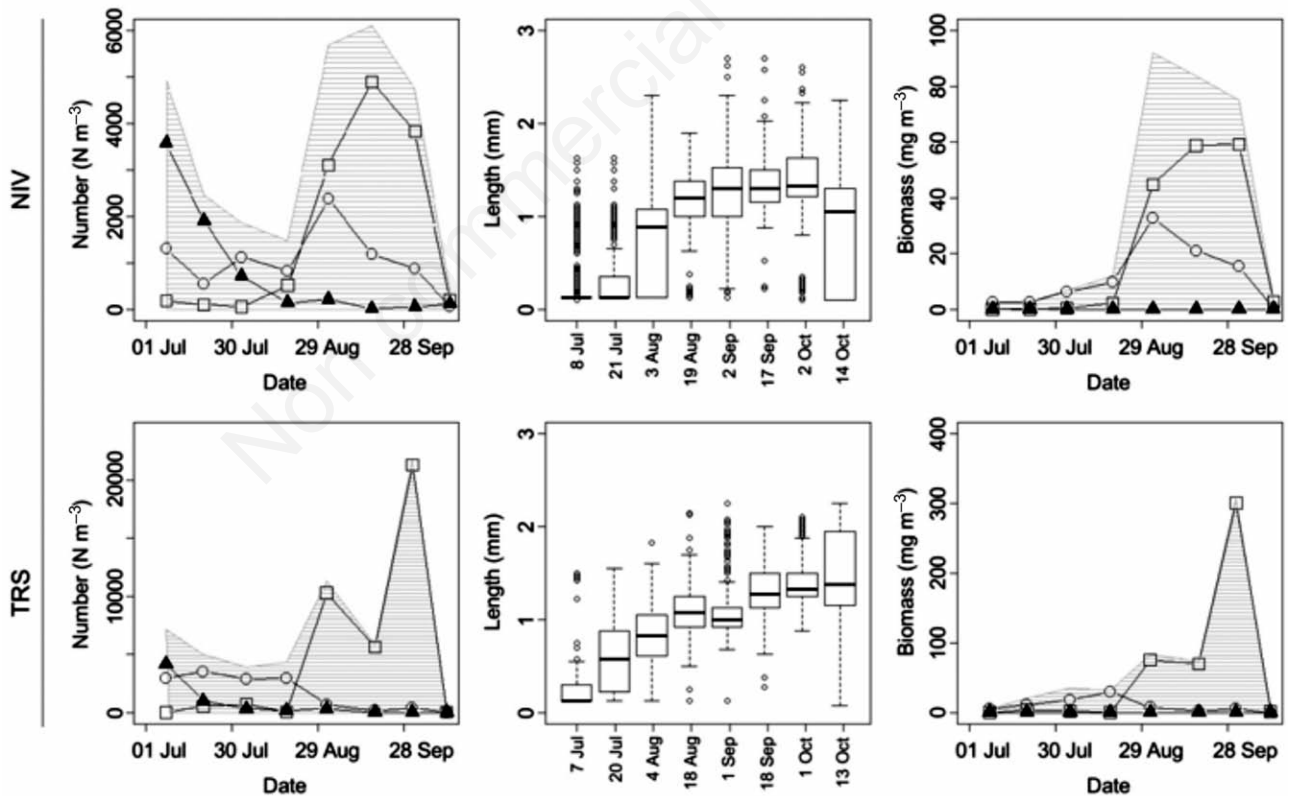 Non commercial
NIV
Number (N m⁻³)
6000
4000
2000
0
01 Jul 30 Jul 29 Aug 28 Sep
Date
Length (mm)
3
2
1
0
8 Jul
21 Jul
3 Aug
19 Aug
2 Sep
17 Sep
2 Oct
14 Oct
Biomass (mg m⁻³)
100
80
60
40
20
0
01 Jul 30 Jul 29 Aug 28 Sep
Date
TRS
Number (N m⁻³)
20000
10000
0
01 Jul 30 Jul 29 Aug 28 Sep
Date
Length (mm)
3
2
1
0
7 Jul
20 Jul
4 Aug
18 Aug
1 Sep
18 Sep
1 Oct
13 Oct
Biomass (mg m⁻³)
400
300
200
100
0
01 Jul 30 Jul 29 Aug 28 Sep
Date